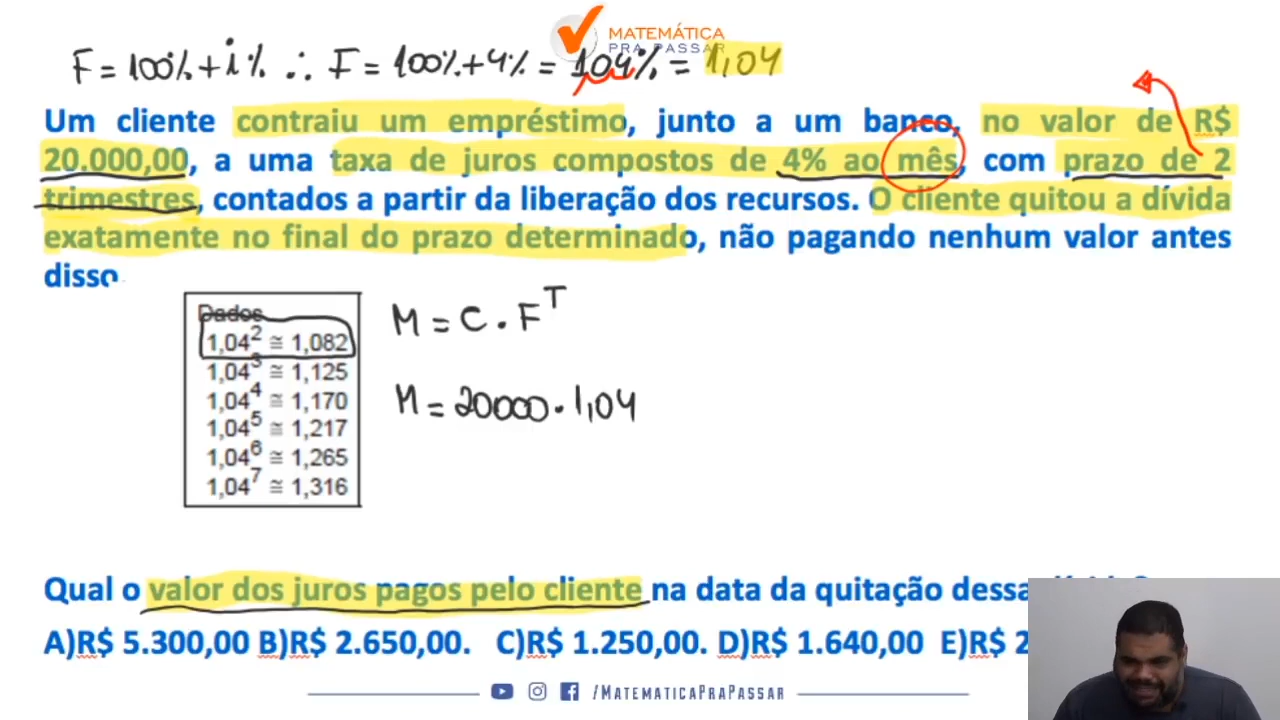 MATEMÁTICA
PRA PASSAR
F = 100% + i% ∴ F = 100% + 4% = 104% = 1,04
Um cliente contraiu um empréstimo, junto a um banco, no valor de R$
20.000,00, a uma taxa de juros compostos de 4% ao mês, com prazo de 2
trimestres, contados a partir da liberação dos recursos. O cliente quitou a dívida
exatamente no final do prazo determinado, não pagando nenhum valor antes
disso
Dados
1,04² ≅ 1,082
1,04³ ≅ 1,125
1,04⁴ ≅ 1,170
1,04⁵ ≅ 1,217
1,04⁶ ≅ 1,265
1,04⁷ ≅ 1,316
M = C . F^T
M = 20000 . 1,04
Qual o valor dos juros pagos pelo cliente na data da quitação
A)R$ 5.300,00 B)R$ 2.650,00. C)R$ 1.250,00. D)R$ 1.640,00 E)R$
/MATEMATICAPRAPASSAR